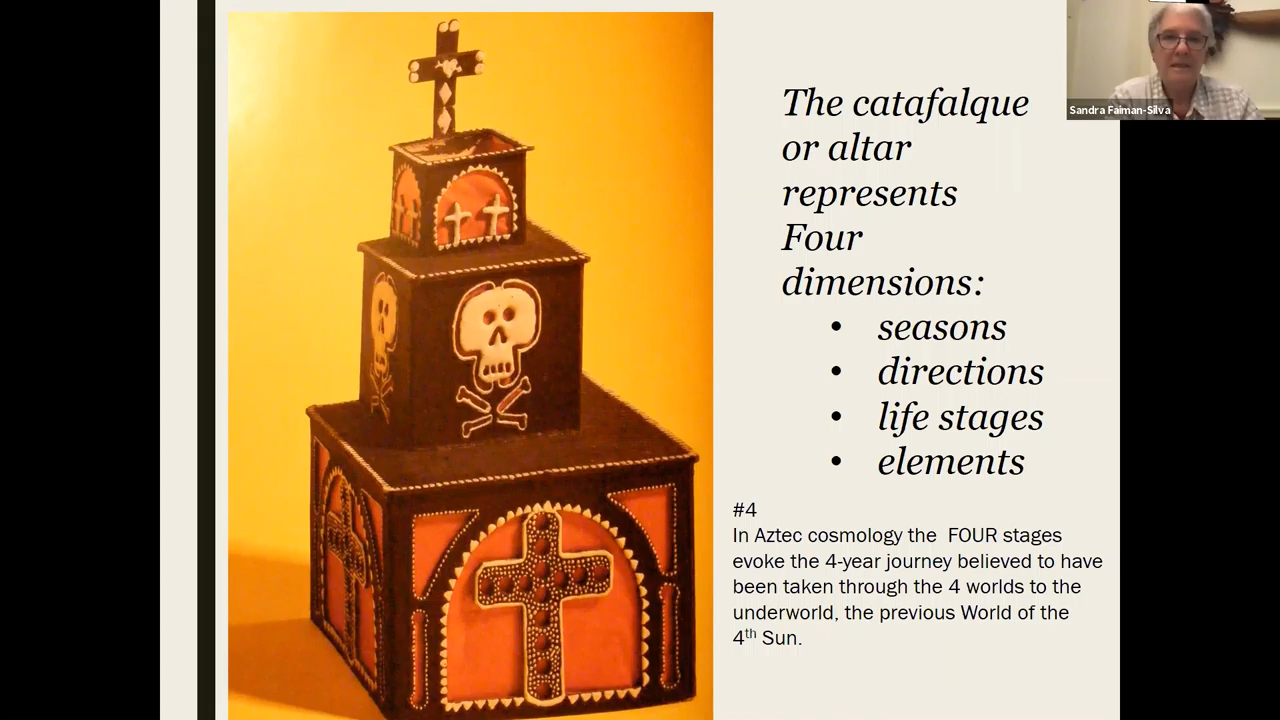 Sandra Faiman-Silva
The catafalque
or altar
represents
Four
dimensions:
• seasons
• directions
• life stages
• elements
#4
In Aztec cosmology the  FOUR stages
evoke the 4-year journey believed to have
been taken through the 4 worlds to the
underworld, the previous World of the
4th Sun.